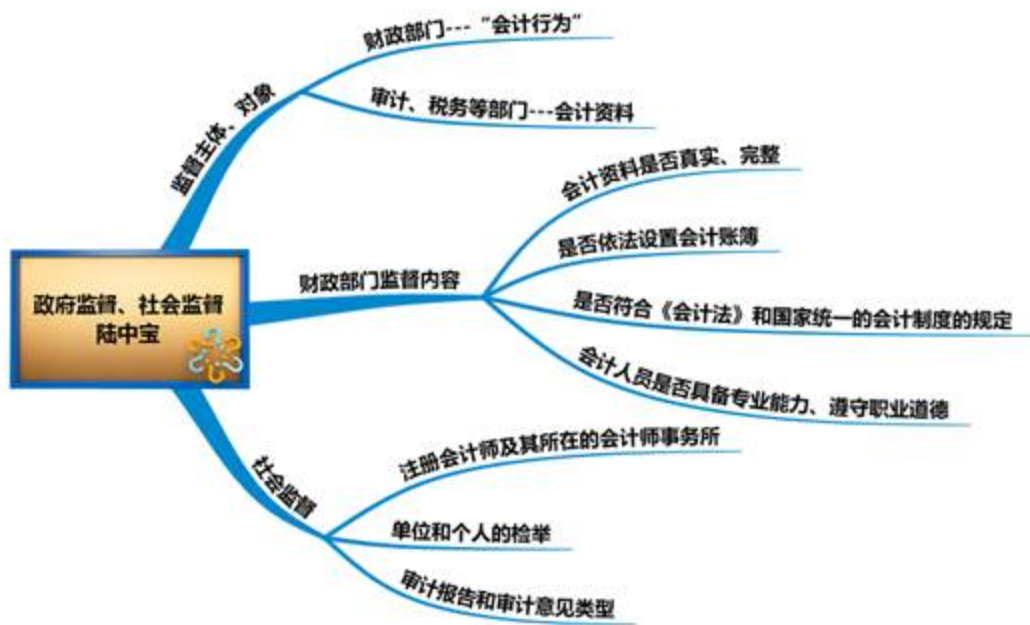 政府监督、社会监督
陆中宝
监督主体、对象
财政部门---“会计行为”
审计、税务等部门---会计资料
财政部门监督内容
会计资料是否真实、完整
是否依法设置会计账簿
是否符合《会计法》和国家统一的会计制度的规定
会计人员是否具备专业能力、遵守职业道德
社会监督
注册会计师及其所在的会计师事务所
单位和个人的检举
审计报告和审计意见类型